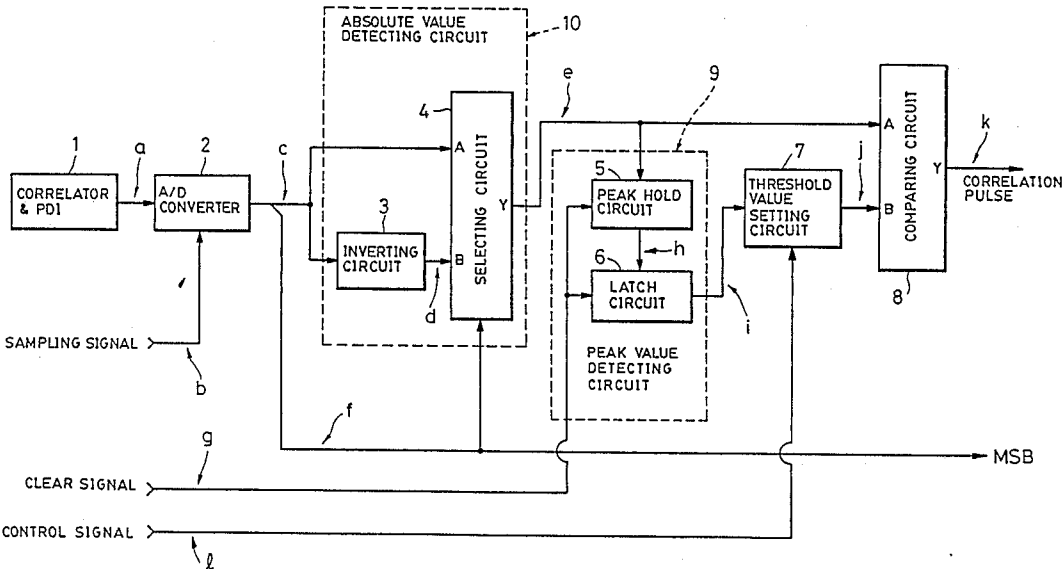 ABSOLUTE VALUE
DETECTING CIRCUIT
10
1
a
2
c
CORRELATOR
& PDI
A/D
CONVERTER
3
INVERTING
CIRCUIT
d
4
A
B
Y
SELECTING CIRCUIT
e
9
5
PEAK HOLD
CIRCUIT
h
6
LATCH
CIRCUIT
i
PEAK VALUE
DETECTING
CIRCUIT
7
THRESHOLD
VALUE
SETTING
CIRCUIT
j
A
B
Y
COMPARING CIRCUIT
8
k
CORRELATION
PULSE
SAMPLING SIGNAL
b
f
MSB
g
CLEAR SIGNAL
CONTROL SIGNAL
ℓ